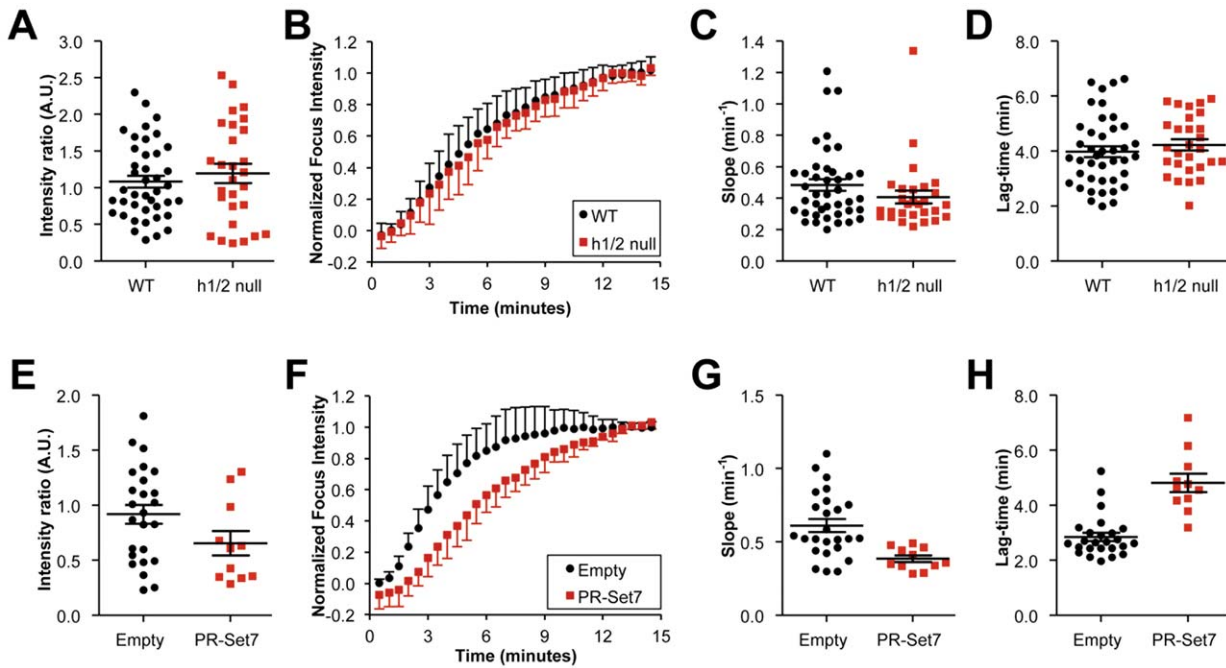 A
Intensity ratio (A.U.)
3.0
2.5
2.0
1.5
1.0
0.5
0.0
WT
h1/2 null
B
Normalized Focus Intensity
1.2
1.0
0.8
0.6
0.4
0.2
0.0
-0.2
0
3
6
9
12
15
Time (minutes)
WT
h1/2 null
C
Slope (min⁻¹)
1.4
1.2
1.0
0.8
0.6
0.4
0.2
0.0
WT
h1/2 null
D
Lag-time (min)
8.0
6.0
4.0
2.0
0.0
WT
h1/2 null
E
Intensity ratio (A.U.)
2.0
1.5
1.0
0.5
0.0
Empty
PR-Set7
F
Normalized Focus Intensity
1.2
1.0
0.8
0.6
0.4
0.2
0.0
-0.2
0
3
6
9
12
15
Time (minutes)
Empty
PR-Set7
G
Slope (min⁻¹)
1.5
1.0
0.5
0.0
Empty
PR-Set7
H
Lag-time (min)
8.0
6.0
4.0
2.0
0.0
Empty
PR-Set7